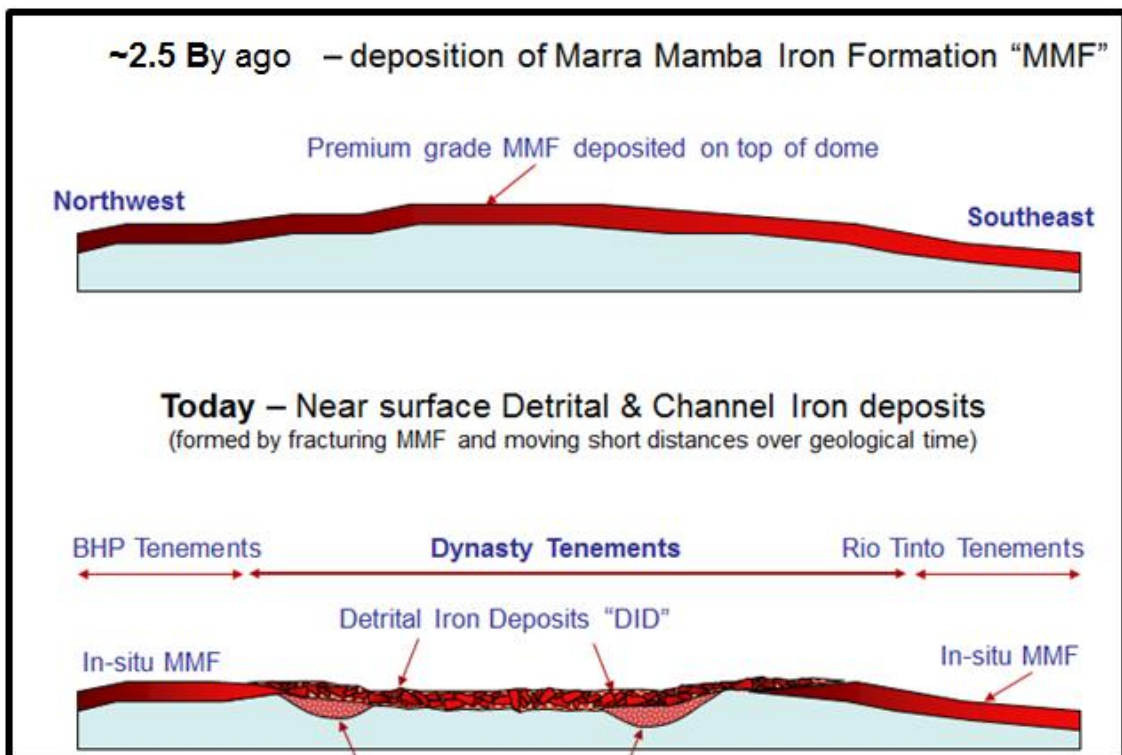 ~2.5 By ago – deposition of Marra Mamba Iron Formation “MMF”
Premium grade MMF deposited on top of dome
Northwest
Southeast
Today – Near surface Detrital & Channel Iron deposits
(formed by fracturing MMF and moving short distances over geological time)
BHP Tenements
Dynasty Tenements
Rio Tinto Tenements
Detrital Iron Deposits “DID”
In-situ MMF
In-situ MMF